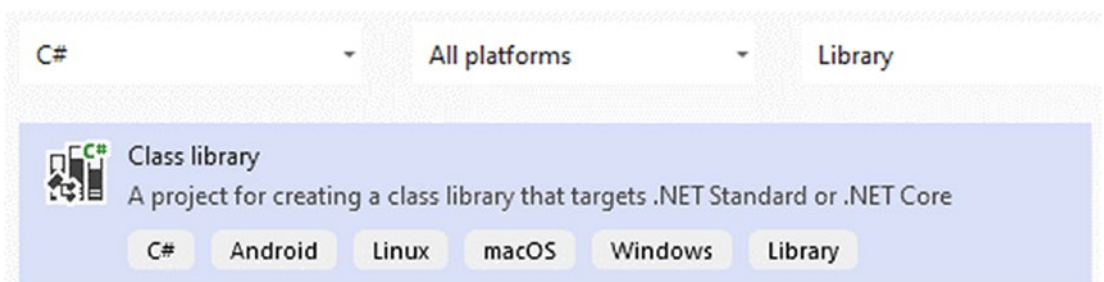 C# All platforms Library
C#
Class library
A project for creating a class library that targets .NET Standard or .NET Core
C# Android Linux macOS Windows Library